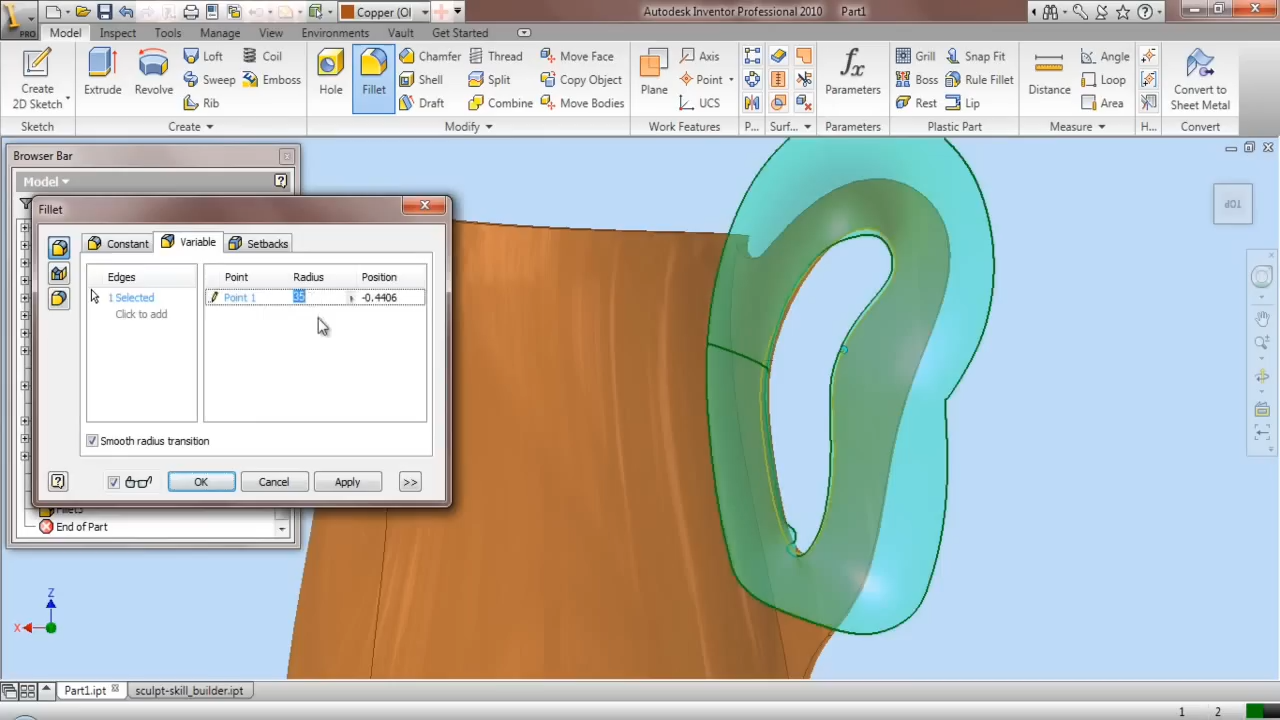 Copper (Ol
Autodesk Inventor Professional 2010 Part1
PRO
Model Inspect Tools Manage View Environments Vault Get Started
Create
2D Sketch
Extrude
Revolve
Loft
Sweep
Rib
Coil
Emboss
Hole
Fillet
Chamfer
Shell
Draft
Thread
Split
Combine
Move Face
Copy Object
Move Bodies
Plane
Axis
Point
UCS
fx
Parameters
Grill
Boss
Rest
Snap Fit
Rule Fillet
Lip
Distance
Angle
Loop
Area
Convert to
Sheet Metal
Sketch Create Modify Work Features P... Surf... Parameters Plastic Part Measure H... Convert
Browser Bar
Model
Fillet
Constant Variable Setbacks
Edges
1 Selected
Click to add
Point Radius Position
Point 1 35 -0.4406
Smooth radius transition
OK Cancel Apply >>
Fillet3
End of Part
TOP
Z
X
Part1.ipt sculpt-skill_builder.ipt
1 2